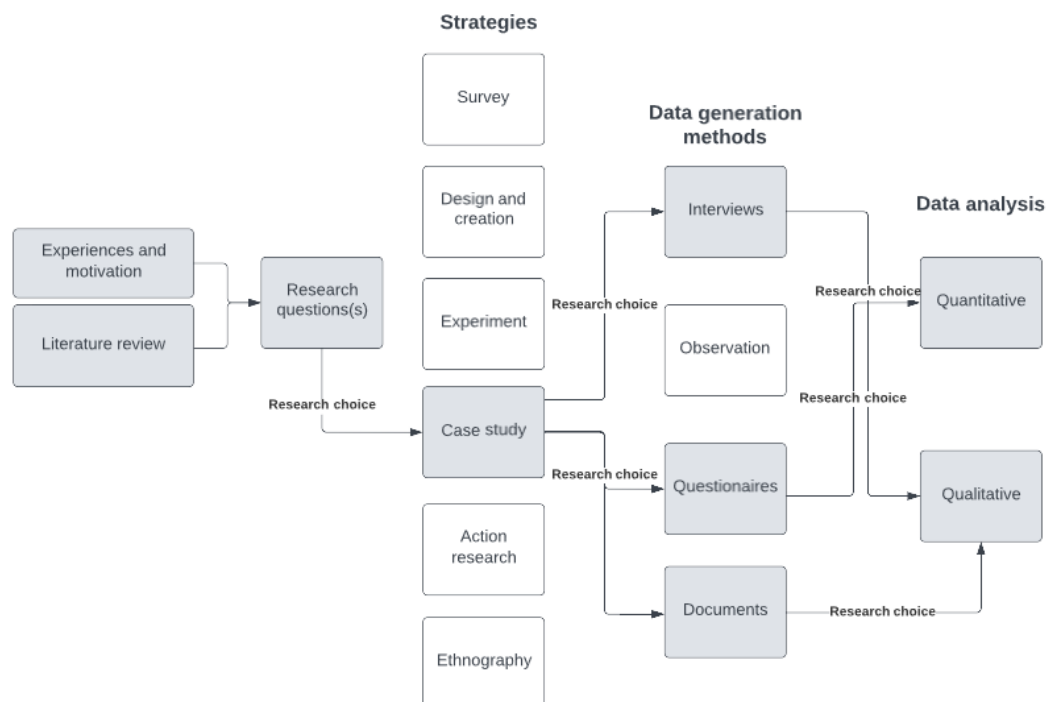 Strategies
Survey
Data generation
methods
Design and
creation
Interviews
Data analysis
Experiences and
motivation
Literature review
Research
questions(s)
Experiment
Research choice
Observation
Research choice
Quantitative
Research choice
Research choice
Case study
Research choice
Questionaires
Qualitative
Action
research
Documents
Research choice
Ethnography